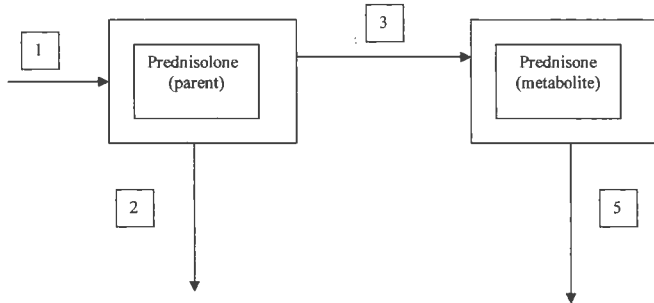 1
3
Prednisolone
(parent)
Prednisone
(metabolite)
2
5